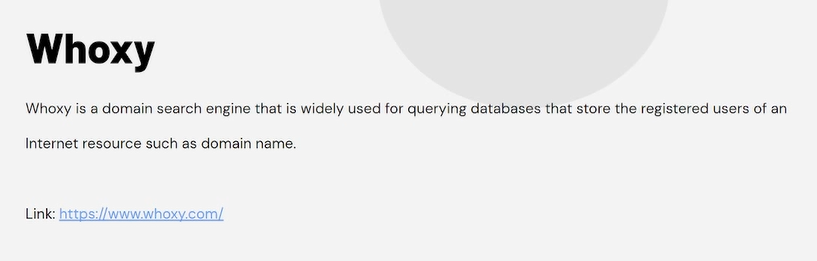 Whoxy
Whoxy is a domain search engine that is widely used for querying databases that store the registered users of an
Internet resource such as domain name.
Link: https://www.whoxy.com/